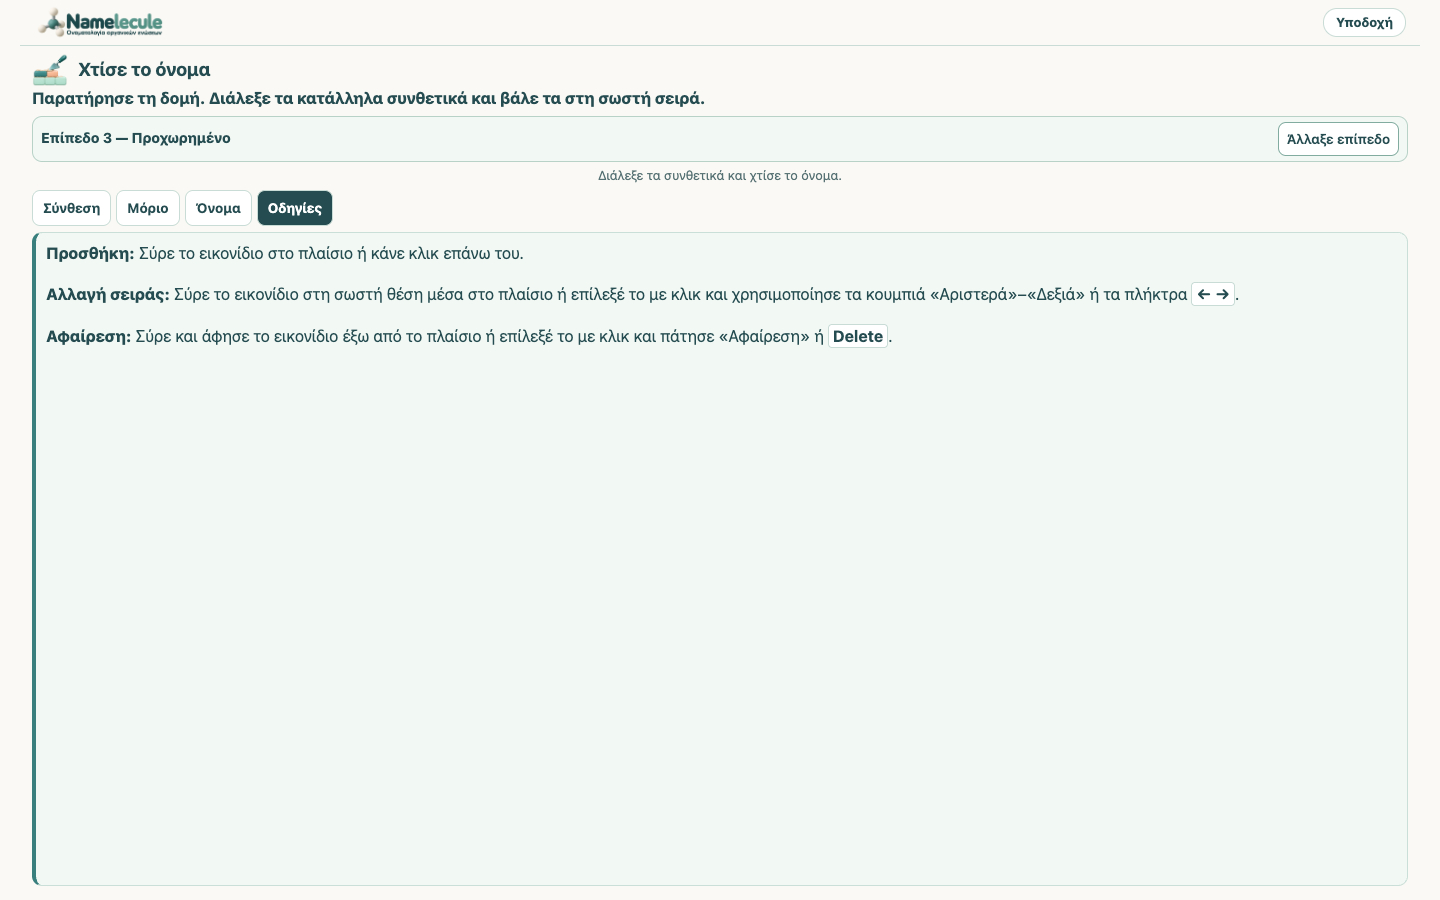 Namelecule
Ονοματολογία οργανικών ενώσεων
Υποδοχή
Χτίσε το όνομα
Παρατήρησε τη δομή. Διάλεξε τα κατάλληλα συνθετικά και βάλε τα στη σωστή σειρά.
Επίπεδο 3 — Προχωρημένο
Άλλαξε επίπεδο
Διάλεξε τα συνθετικά και χτίσε το όνομα.
Σύνθεση Μόριο Όνομα Οδηγίες
Προσθήκη: Σύρε το εικονίδιο στο πλαίσιο ή κάνε κλικ επάνω του.
Αλλαγή σειράς: Σύρε το εικονίδιο στη σωστή θέση μέσα στο πλαίσιο ή επίλεξέ το με κλικ και χρησιμοποίησε τα κουμπιά «Αριστερά»–«Δεξιά» ή τα πλήκτρα ← →.
Αφαίρεση: Σύρε και άφησε το εικονίδιο έξω από το πλαίσιο ή επίλεξέ το με κλικ και πάτησε «Αφαίρεση» ή Delete.